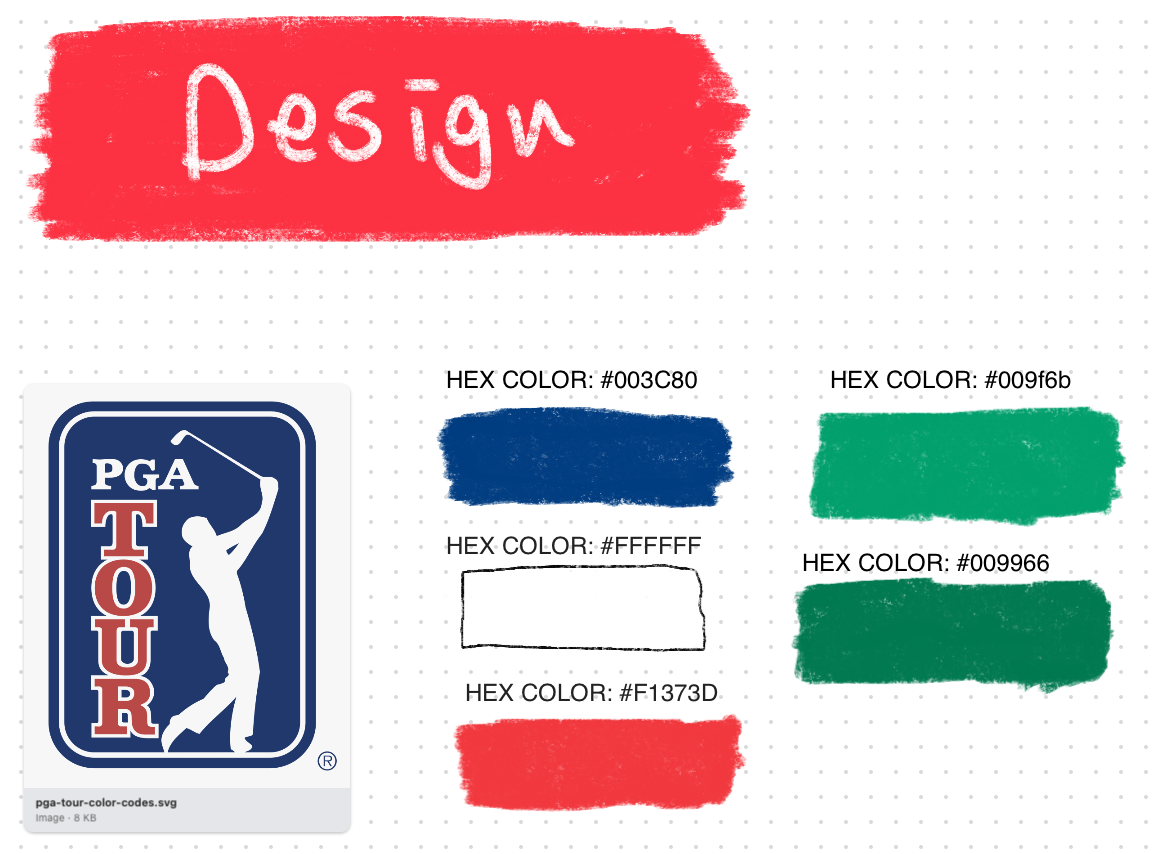 Design
HEX COLOR: #003C80
HEX COLOR: #009f6b
PGA
TOUR
®
HEX COLOR: #FFFFFF
HEX COLOR: #009966
HEX COLOR: #F1373D
pga-tour-color-codes.svg
Image · 8 KB